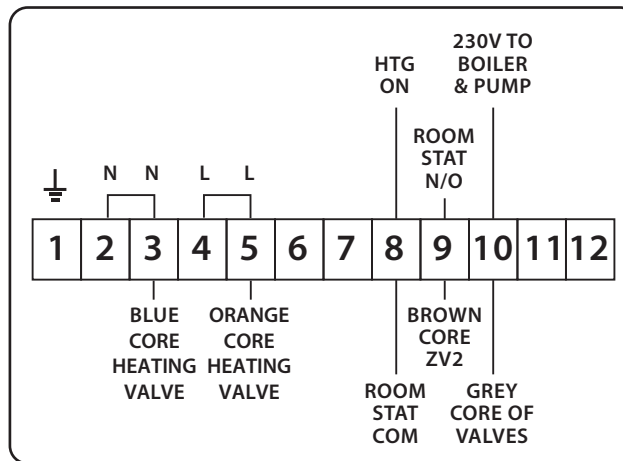 230V TO
BOILER
& PUMP
HTG
ON
ROOM
STAT
N/O
N N L L
1 2 3 4 5 6 7 8 9 10 11 12
BLUE
CORE
HEATING
VALVE
ORANGE
CORE
HEATING
VALVE
BROWN
CORE
ZV2
ROOM
STAT
COM
GREY
CORE OF
VALVES